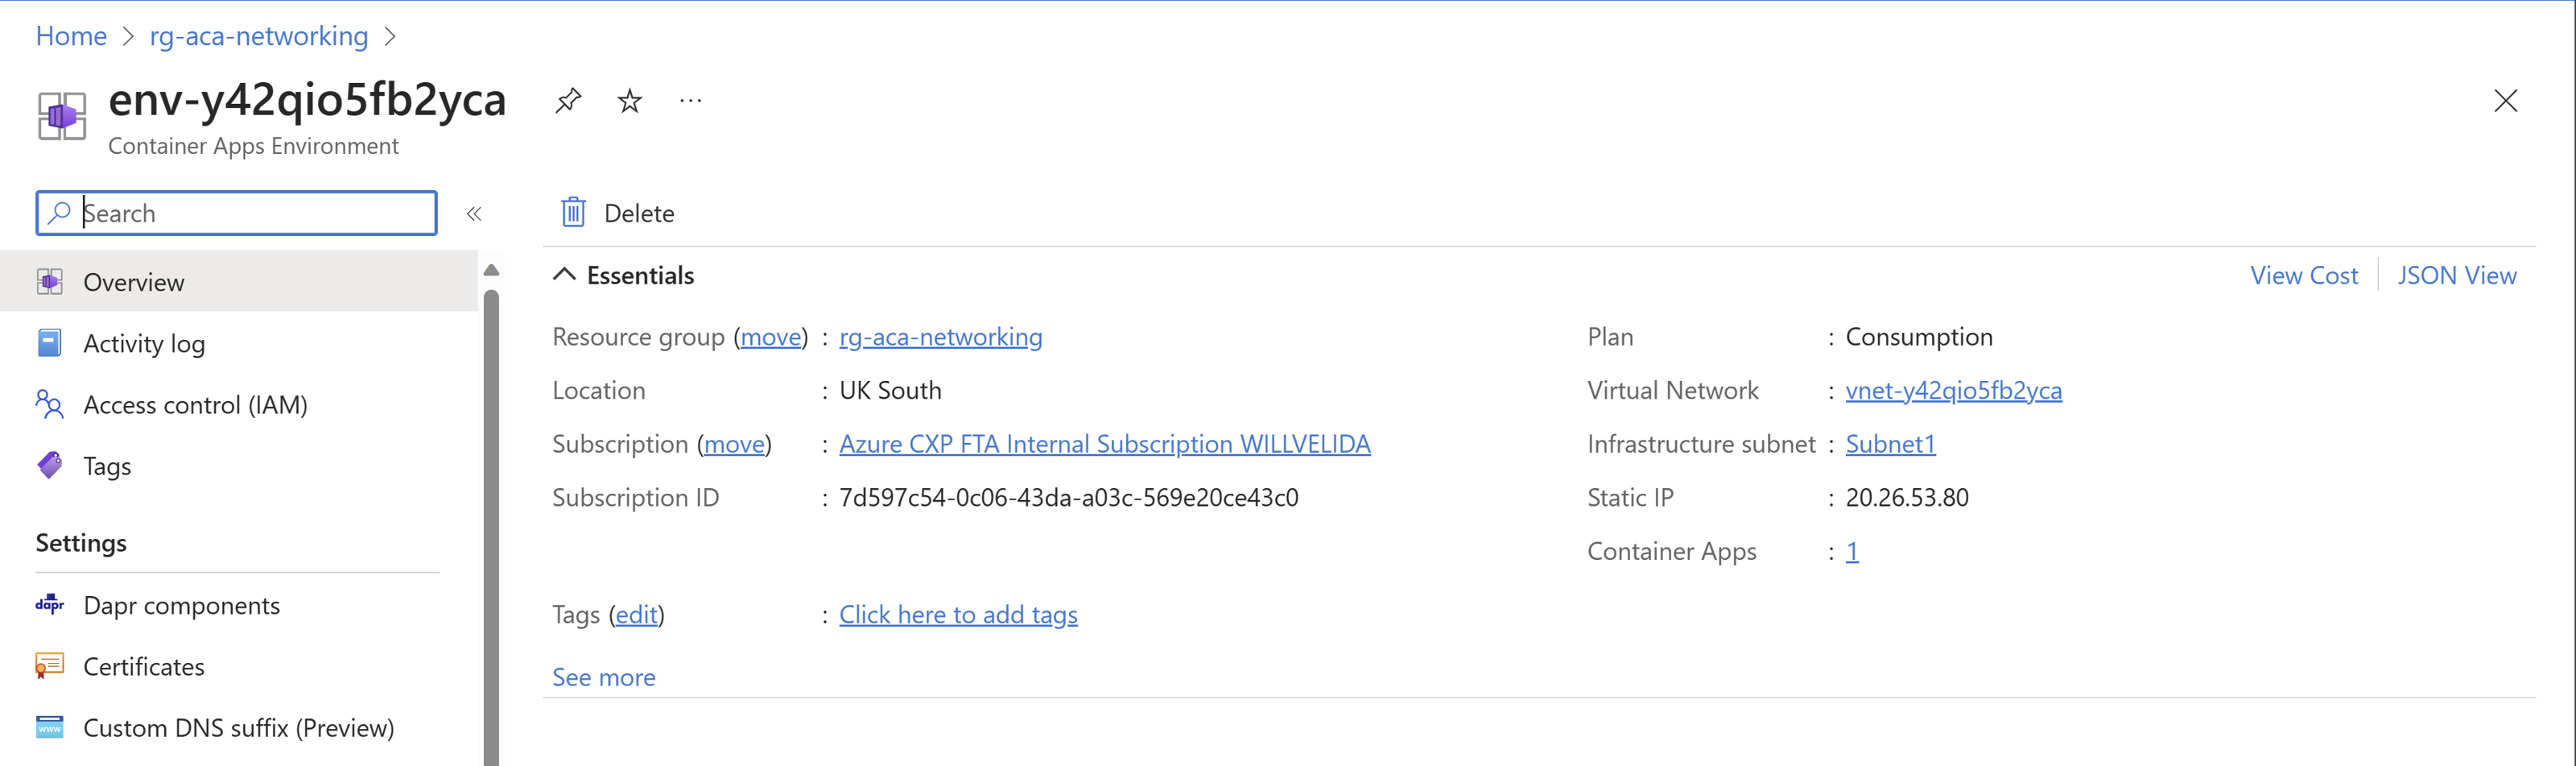 Home > rg-aca-networking >
env-y42qio5fb2yca ...
Container Apps Environment
Search «
Delete
Overview
Activity log
Access control (IAM)
Tags
Settings
dapr Dapr components
Certificates
www Custom DNS suffix (Preview)
Essentials
View Cost | JSON View
Resource group (move) : rg-aca-networking
Location : UK South
Subscription (move) : Azure CXP FTA Internal Subscription WILLVELIDA
Subscription ID : 7d597c54-0c06-43da-a03c-569e20ce43c0
Plan : Consumption
Virtual Network : vnet-y42qio5fb2yca
Infrastructure subnet : Subnet1
Static IP : 20.26.53.80
Container Apps : 1
Tags (edit) : Click here to add tags
See more